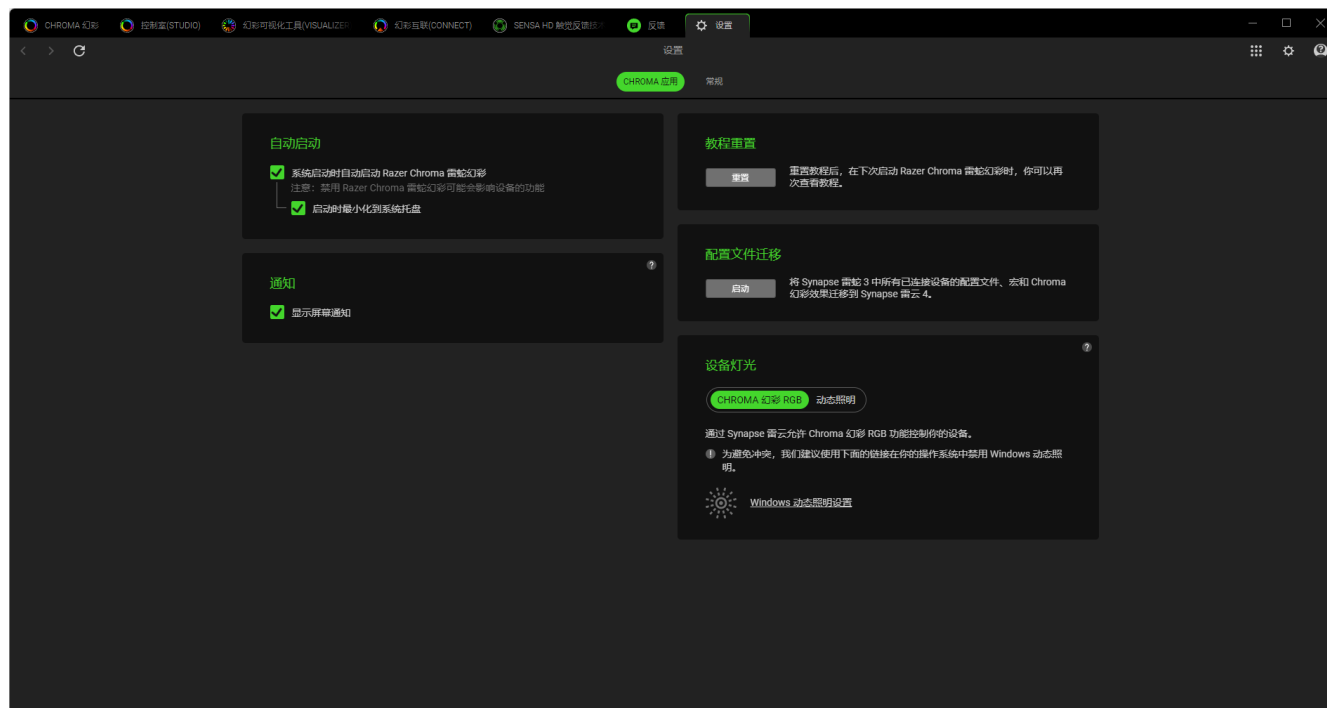 CHROMA 幻彩
控制室(STUDIO)
幻彩可视化工具(VISUALIZER
幻彩互联(CONNECT)
SENSA HD 触觉反馈技术
反馈
设置
设置
CHROMA 应用
常规
自动启动
系统启动时自动启动 Razer Chroma 雷蛇幻彩
注意：禁用 Razer Chroma 雷蛇幻彩可能会影响设备的功能
启动时最小化到系统托盘
通知
?
显示屏幕通知
教程重置
重置
重置教程后，在下次启动 Razer Chroma 雷蛇幻彩时，你可以再
次查看教程。
配置文件迁移
启动
将 Synapse 雷蛇 3 中所有已连接设备的配置文件、宏和 Chroma
幻彩效果迁移到 Synapse 雷云 4。
?
设备灯光
CHROMA 幻彩 RGB
动态照明
通过 Synapse 雷云允许 Chroma 幻彩 RGB 功能控制你的设备。
为避免冲突，我们建议使用下面的链接在你的操作系统中禁用 Windows 动态照
明。
Windows 动态照明设置